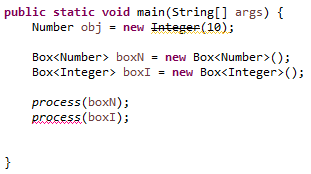 public static void main(String[] args) {
Number obj = new Integer(10);
Box<Number> boxN = new Box<Number>();
Box<Integer> boxI = new Box<Integer>();
process(boxN);
process(boxI);
}